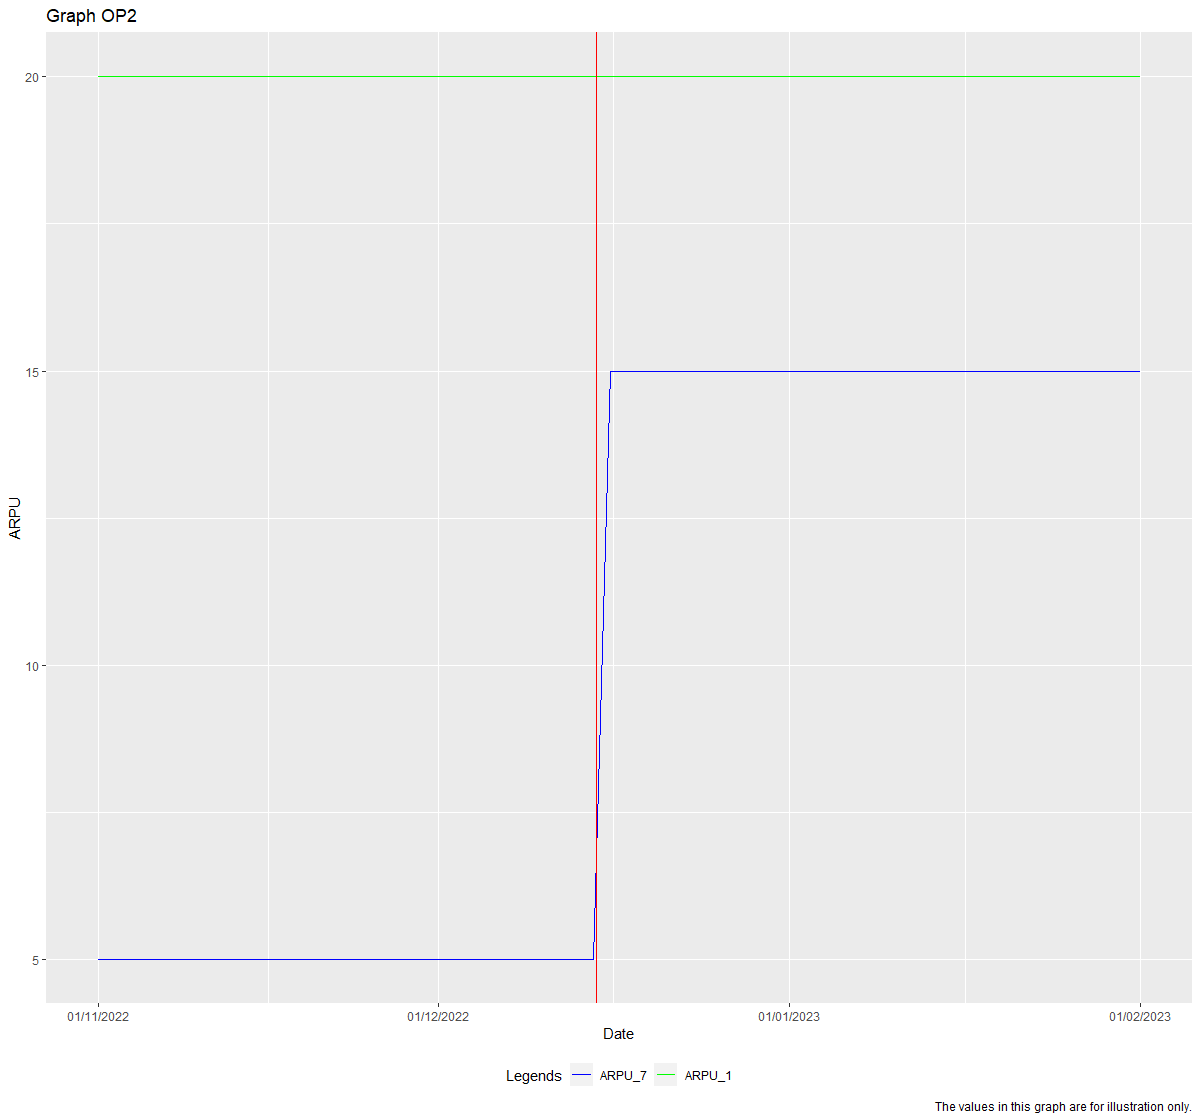 Graph OP2
20
15
10
5
ARPU
01/11/2022 01/12/2022 01/01/2023 01/02/2023
Date
Legends ARPU_7 ARPU_1
The values in this graph are for illustration only.